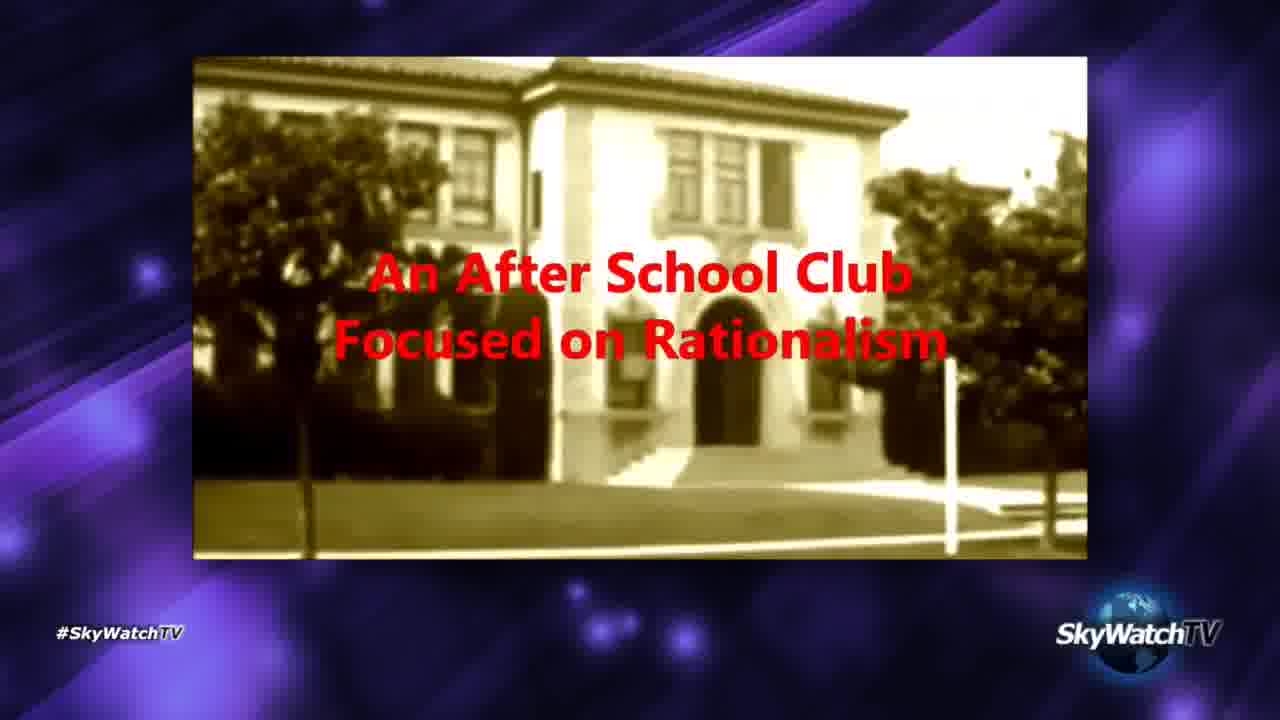 An After School Club
Focused on Rationalism
#SkyWatchTV
SkyWatchTV